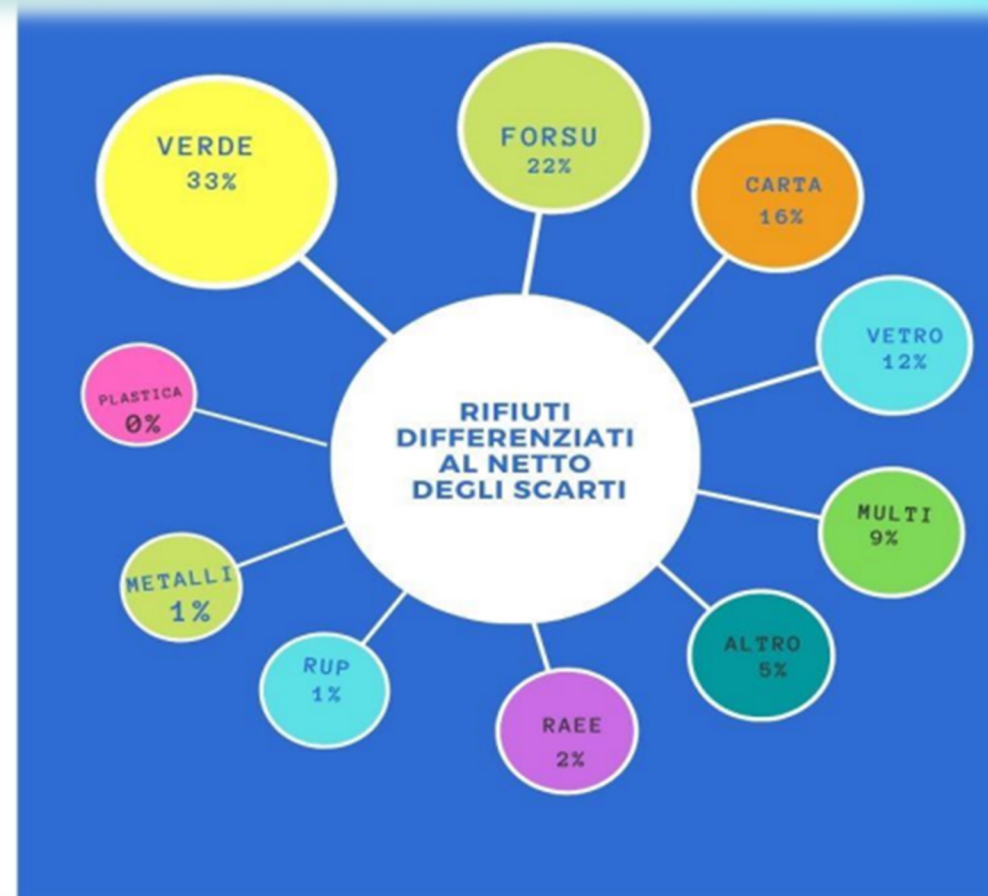 VERDE
33%
FORSU
22%
CARTA
16%
VETRO
12%
MULTI
9%
ALTRO
5%
RAEE
2%
RUP
1%
METALLI
1%
PLASTICA
0%
RIFIUTI
DIFFERENZIATI
AL NETTO
DEGLI SCARTI